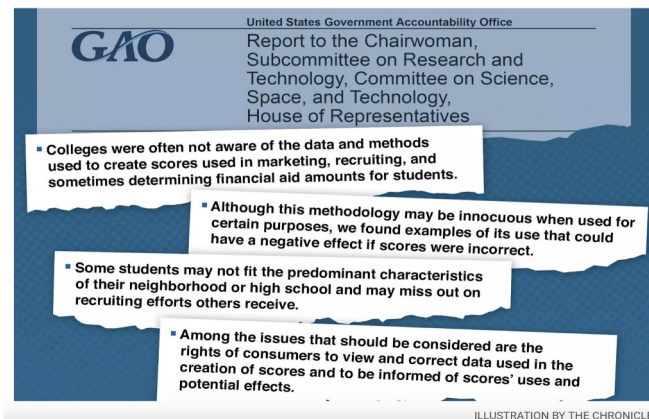 GAO
United States Government Accountability Office
Report to the Chairwoman,
Subcommittee on Research and
Technology, Committee on Science,
Space, and Technology,
House of Representatives
▪ Colleges were often not aware of the data and methods
used to create scores used in marketing, recruiting, and
sometimes determining financial aid amounts for students.
▪ Although this methodology may be innocuous when used for
certain purposes, we found examples of its use that could
have a negative effect if scores were incorrect.
▪ Some students may not fit the predominant characteristics
of their neighborhood or high school and may miss out on
recruiting efforts others receive.
▪ Among the issues that should be considered are the
rights of consumers to view and correct data used in the
creation of scores and to be informed of scores’ uses and
potential effects.
ILLUSTRATION BY THE CHRONICLE